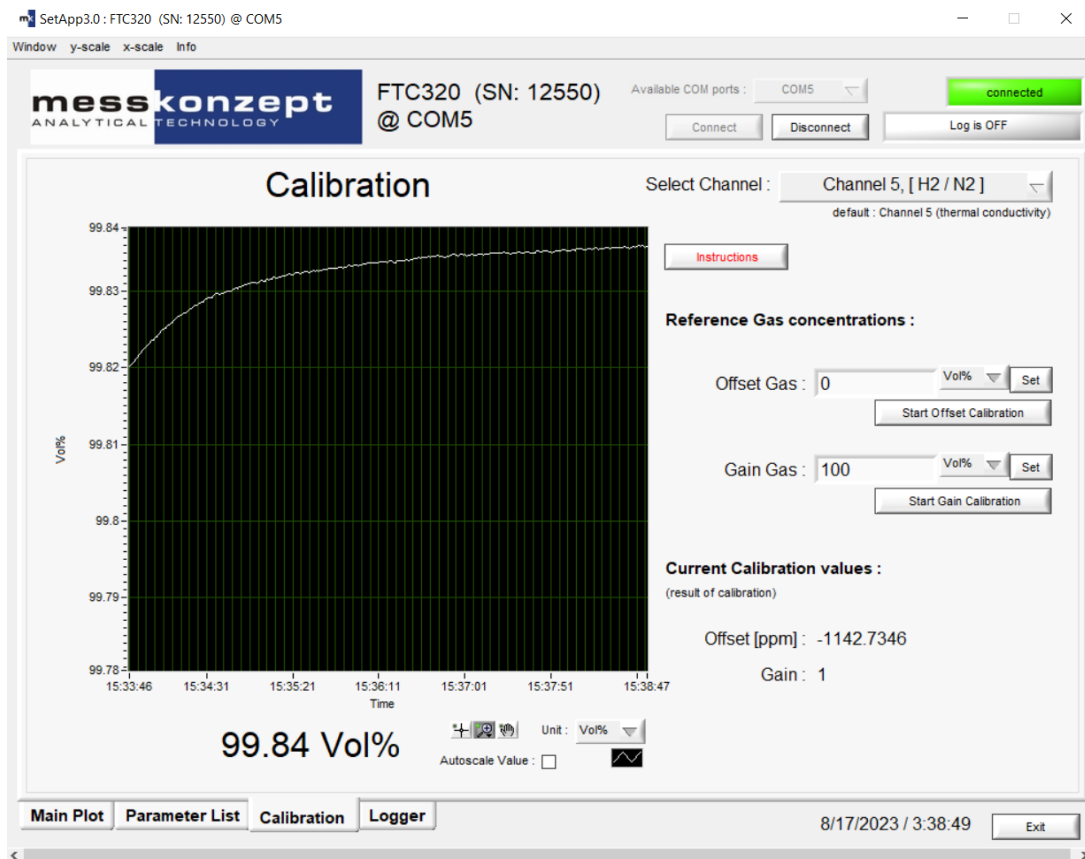 SetApp3.0 : FTC320 (SN: 12550) @ COM5
Window y-scale x-scale Info
messkonzept
ANALYTICAL TECHNOLOGY
FTC320 (SN: 12550)
@ COM5
Available COM ports :
COM5
connected
Connect
Disconnect
Log is OFF
Calibration
Select Channel :
Channel 5, [ H2 / N2 ]
default : Channel 5 (thermal conductivity)
Instructions
99.84
99.83
99.82
99.81
99.8
99.79
99.78
Vol%
15:33:46
15:34:31
15:35:21
15:36:11
15:37:01
15:37:51
15:38:47
Time
Reference Gas concentrations :
Offset Gas :
0
Vol%
Set
Start Offset Calibration
Gain Gas :
100
Vol%
Set
Start Gain Calibration
Current Calibration values :
(result of calibration)
Offset [ppm] : -1142.7346
Gain : 1
99.84 Vol%
Unit : Vol%
Autoscale Value :
Main Plot
Parameter List
Calibration
Logger
8/17/2023 / 3:38:49
Exit